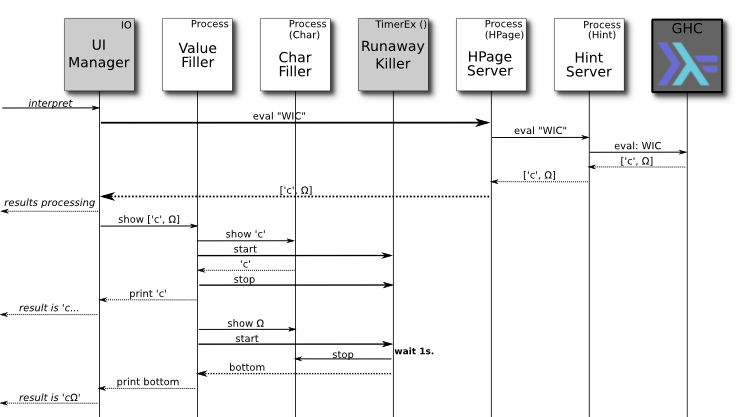 IO
UI
Manager
Process
Value
Filler
Process
(Char)
Char
Filler
TimerEx ()
Runaway
Killer
Process
(HPage)
HPage
Server
Process
(Hint)
Hint
Server
GHC
interpret
eval "WIC"
eval "WIC"
eval: WIC
['c', Ω]
['c', Ω]
['c', Ω]
results processing
show ['c', Ω]
show 'c'
start
'c'
stop
print 'c'
result is 'c...
show Ω
start
wait 1s.
stop
bottom
print bottom
result is 'cΩ'